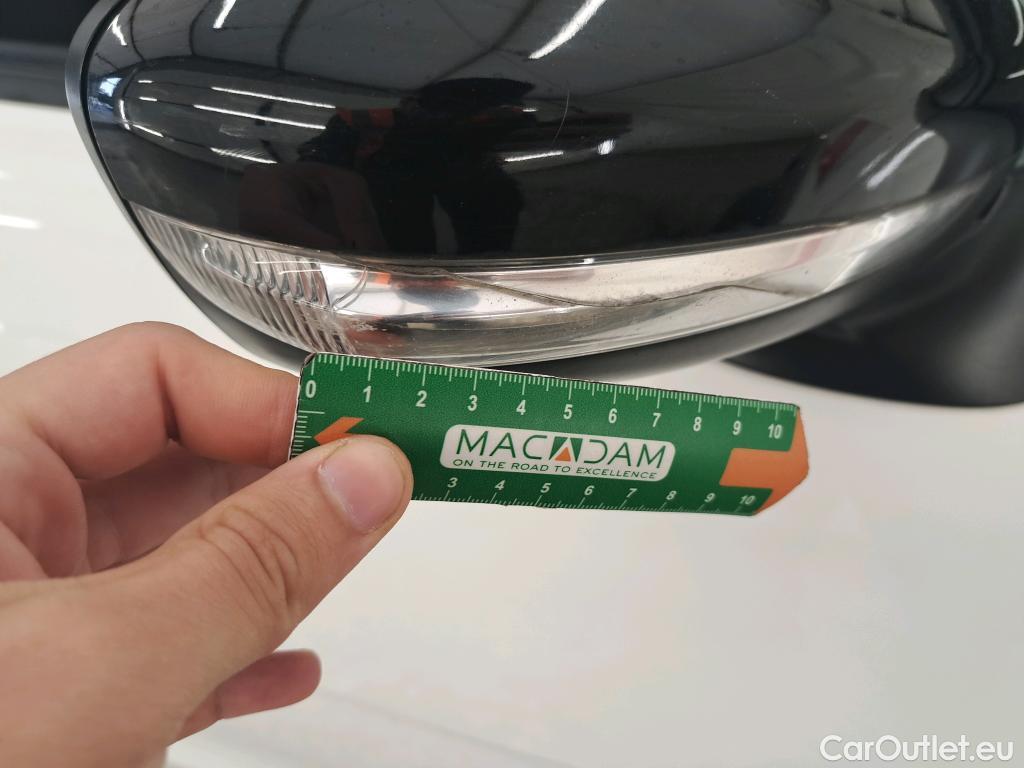 0 1 2 3 4 5 6 7 8 9 10
MACADAM
ON THE ROAD TO EXCELLENCE
3 4 5 6 7 8 9 10
CarOutlet.eu